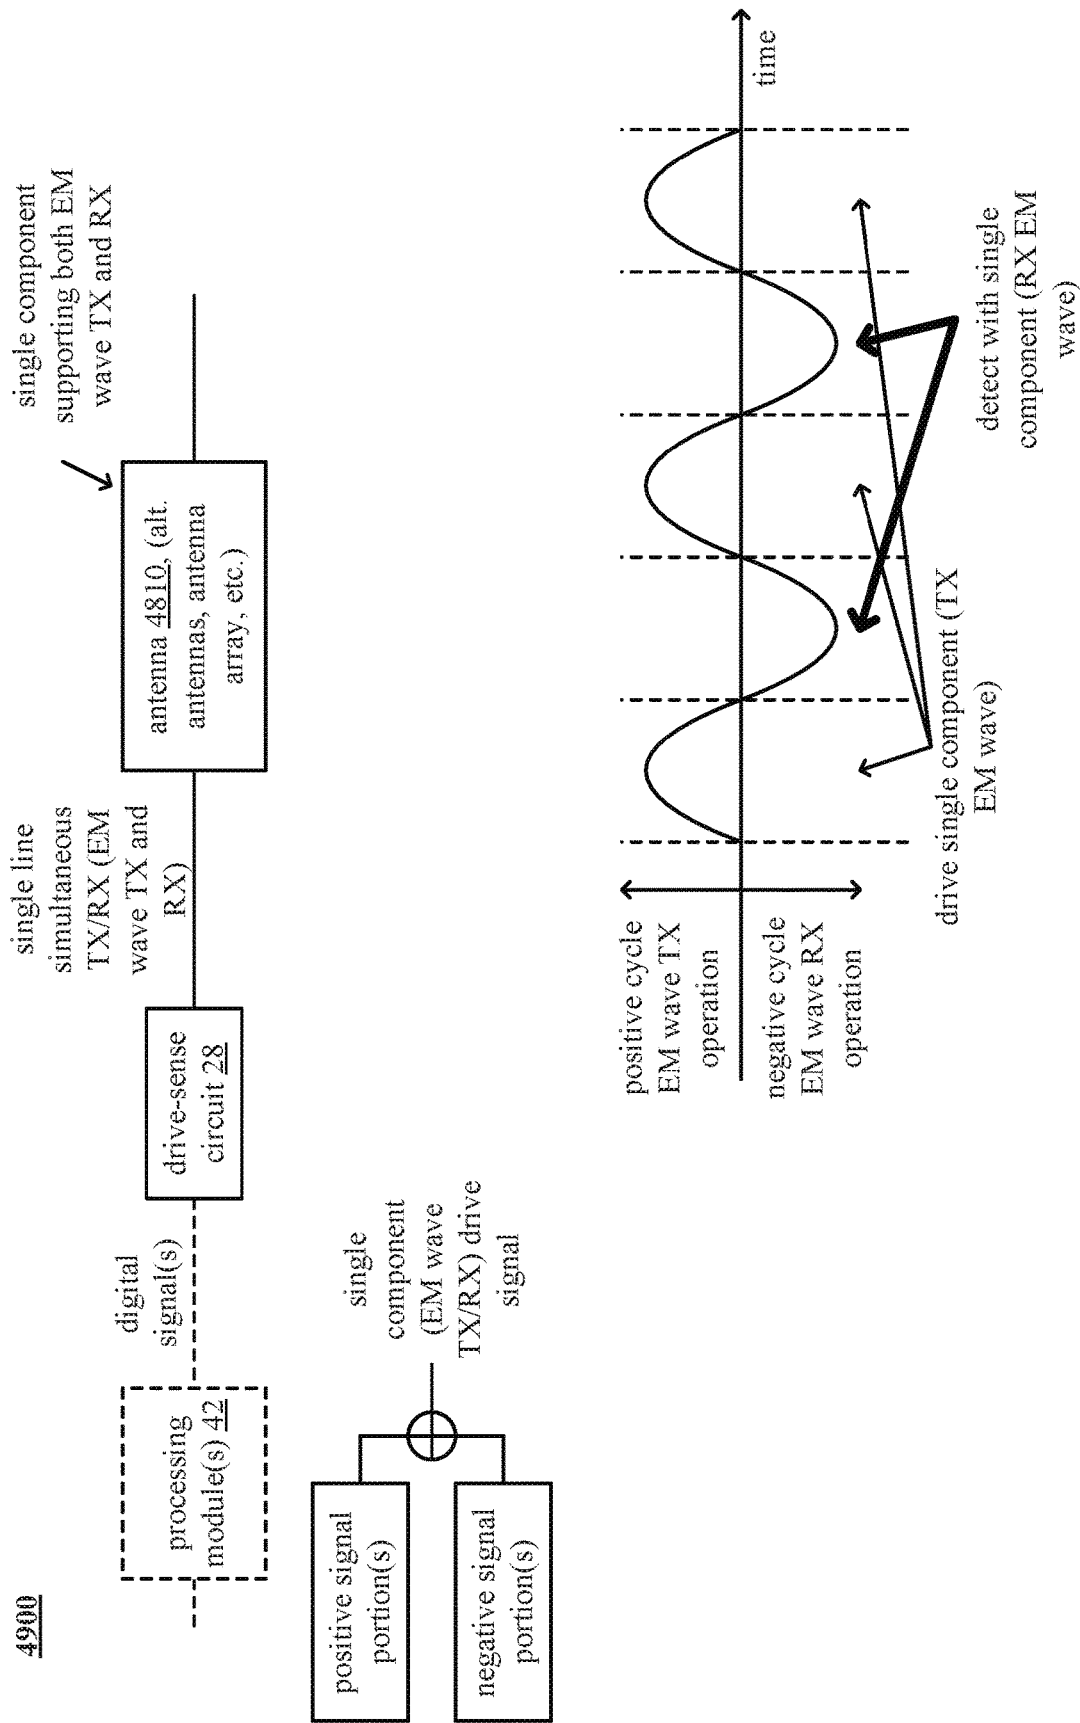 4900
processing
module(s) 42
digital
signal(s)
drive-sense
circuit 28
single line
simultaneous
TX/RX (EM
wave TX and
RX)
antenna 4810, (alt.
antennas, antenna
array, etc.)
single component
supporting both EM
wave TX and RX
positive signal
portion(s)
negative signal
portion(s)
single
component
(EM wave
TX/RX) drive
signal
positive cycle
EM wave TX
operation
negative cycle
EM wave RX
operation
time
drive single component (TX
EM wave)
detect with single
component (RX EM
wave)